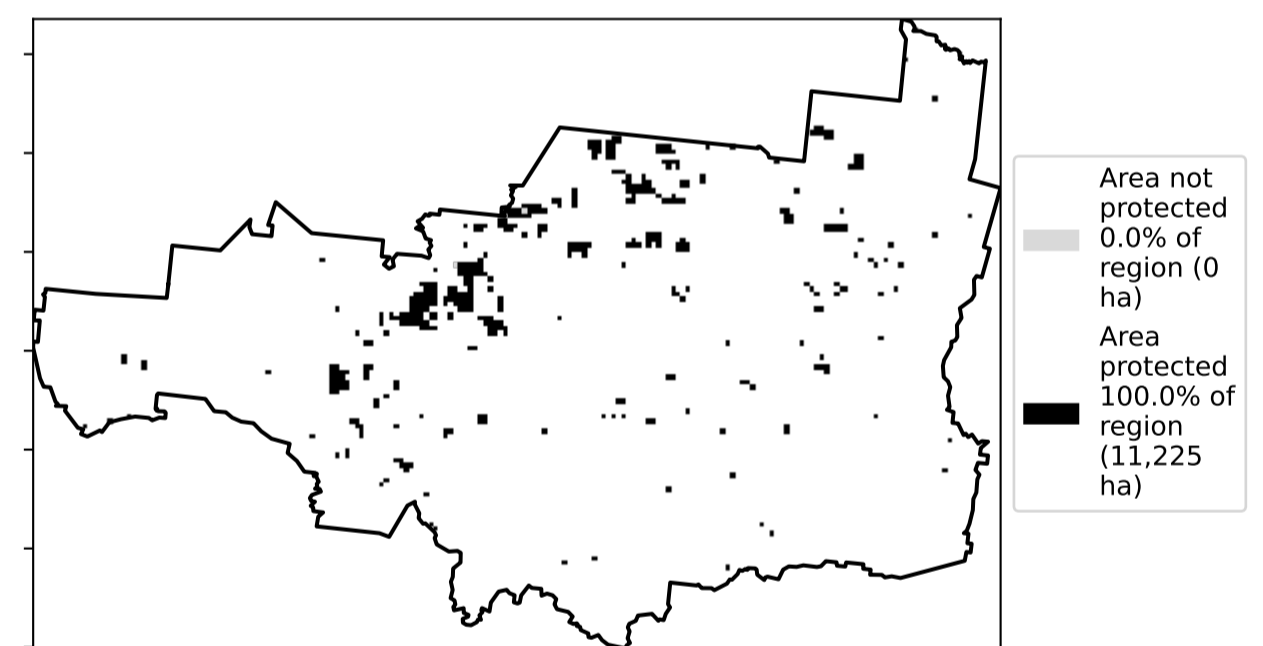 Area not
protected
0.0% of
region (0
ha)
Area
protected
100.0% of
region
(11,225
ha)